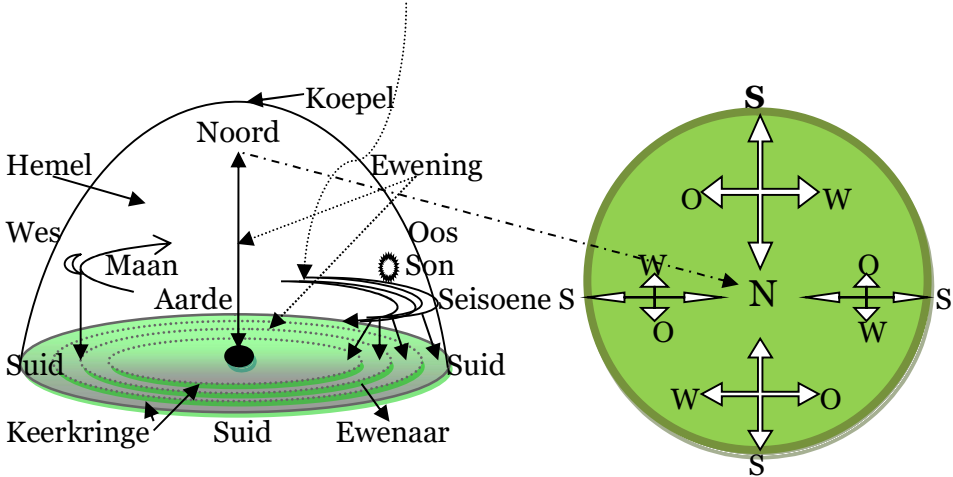 Koepel
Noord
Hemel
Ewening
Wes
Oos
Maan
Son
Aarde
Seisoene
Suid
Suid
Keerkringe
Suid
Ewenaar
S
O
W
W
O
S
N
S
O
W
W
O
S